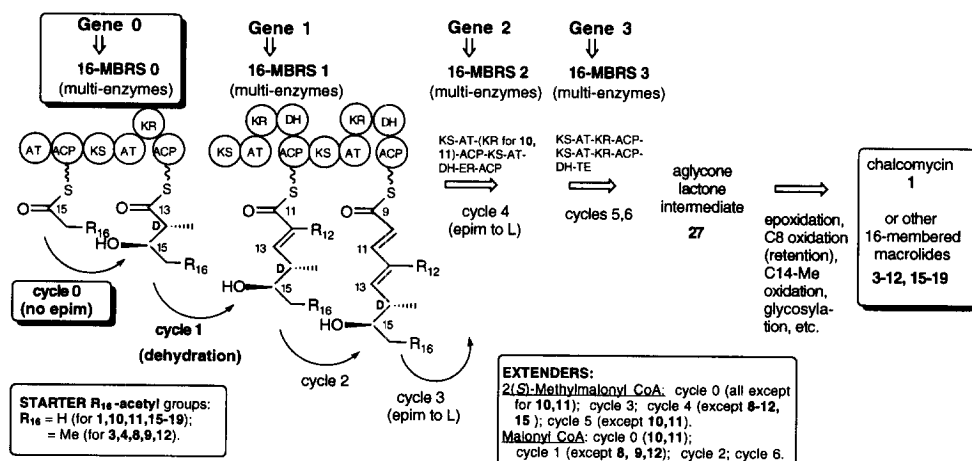 Gene 0
16-MBRS 0
(multi-enzymes)
Gene 1
16-MBRS 1
(multi-enzymes)
Gene 2
16-MBRS 2
(multi-enzymes)
Gene 3
16-MBRS 3
(multi-enzymes)
AT
ACP
KS
AT
KR
ACP
KS
AT
KR
DH
ACP
KS
AT
KR
DH
ACP
S
S
S
S
O
15
R16
O
13
D
HO
15
R16
O
11
R12
13
D
HO
15
R16
O
9
11
R12
13
D
HO
15
R16
cycle 0
(no epim)
cycle 1
(dehydration)
cycle 2
cycle 3
(epim to L)
KS-AT-(KR for 10,
11)-ACP-KS-AT-
DH-ER-ACP
cycle 4
(epim to L)
KS-AT-KR-ACP-
KS-AT-KR-ACP-
DH-TE
cycles 5,6
aglycone
lactone
intermediate
27
epoxidation,
C8 oxidation
(retention),
C14-Me
oxidation,
glycosyla-
tion, etc.
chalcomycin
1
or other
16-membered
macrolides
3-12, 15-19
STARTER R16-acetyl groups:
R16 = H (for 1,10,11,15-19);
= Me (for 3,4,8,9,12).
EXTENDERS:
2(S)-Methylmalonyl CoA: cycle 0 (all except
for 10,11); cycle 3; cycle 4 (except 8-12,
15 ); cycle 5 (except 10,11).
Malonyl CoA: cycle 0 (10,11);
cycle 1 (except 8, 9,12); cycle 2; cycle 6.